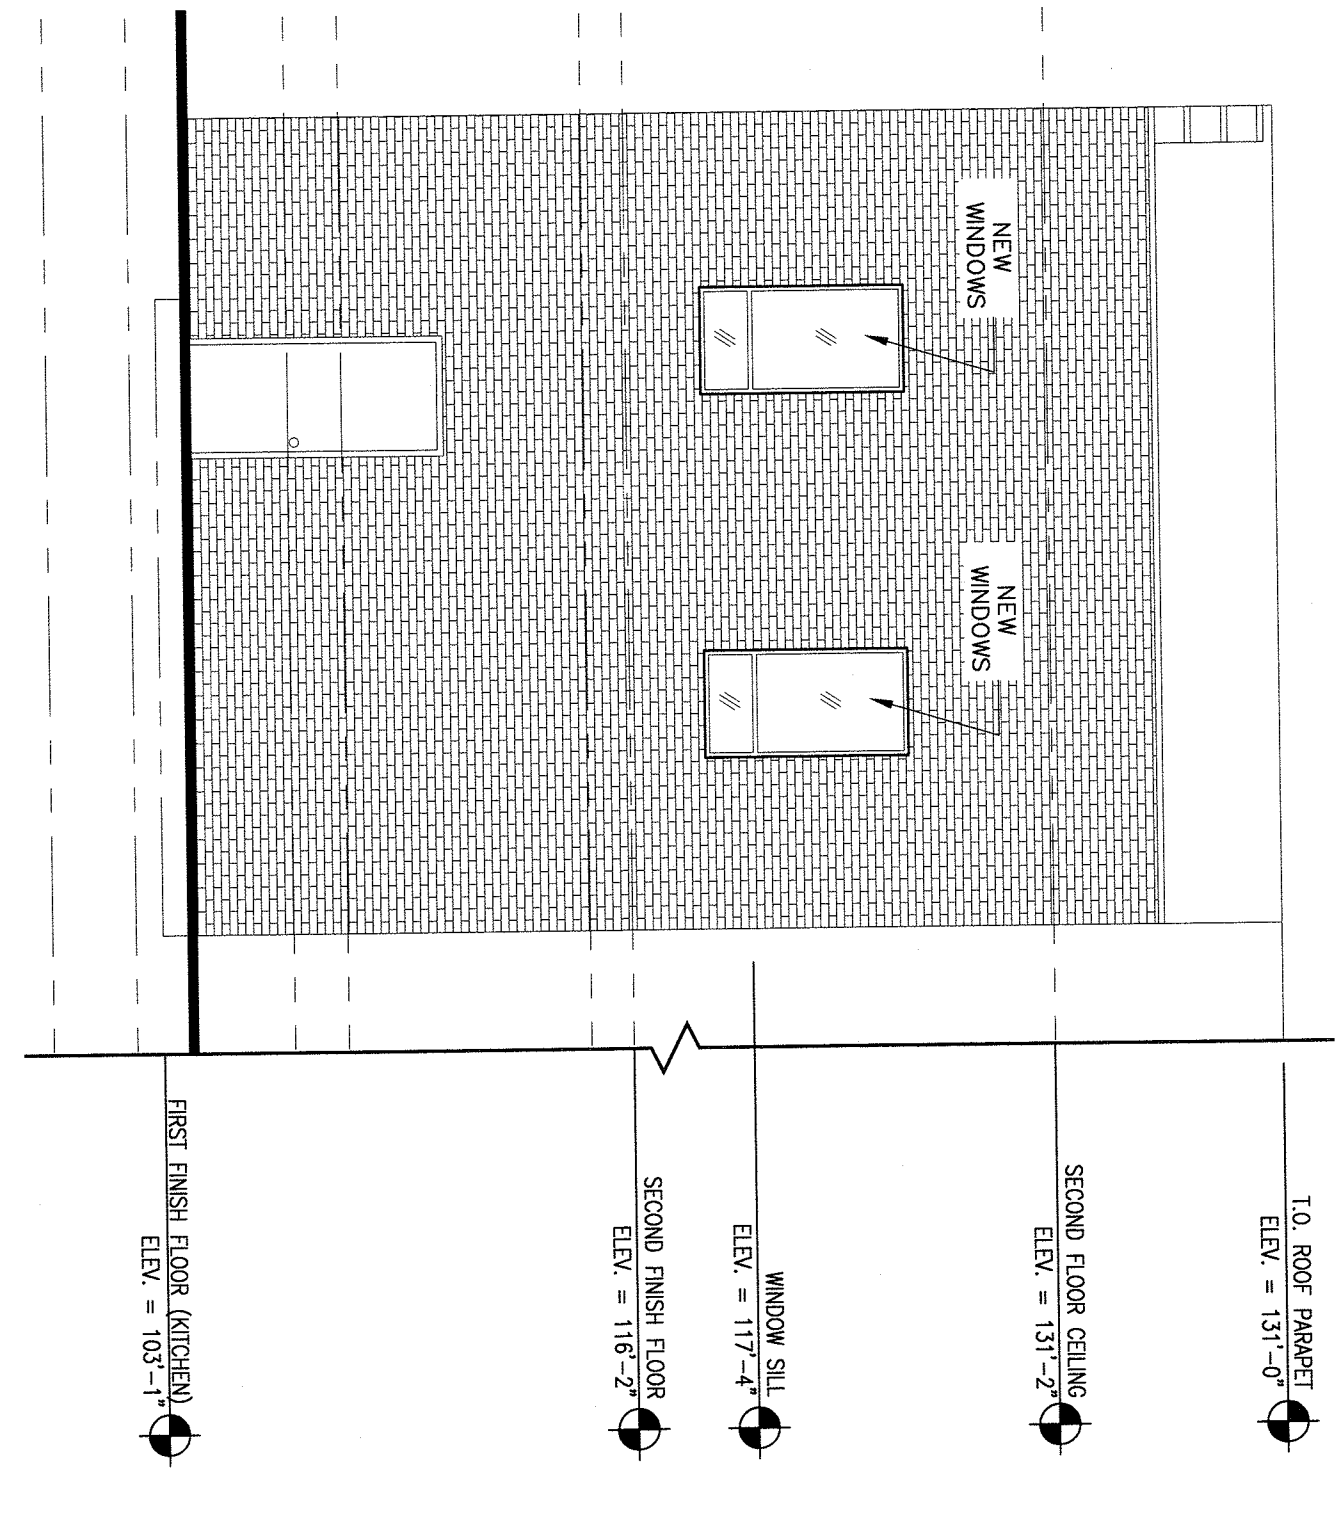 NEW
WINDOWS
NEW
WINDOWS
T.O. ROOF PARAPET
ELEV. = 131'-0"
SECOND FLOOR CEILING
ELEV. = 131'-2"
WINDOW SILL
ELEV. = 117'-4"
SECOND FINISH FLOOR
ELEV. = 116'-2"
FIRST FINISH FLOOR (KITCHEN)
ELEV. = 103'-1"